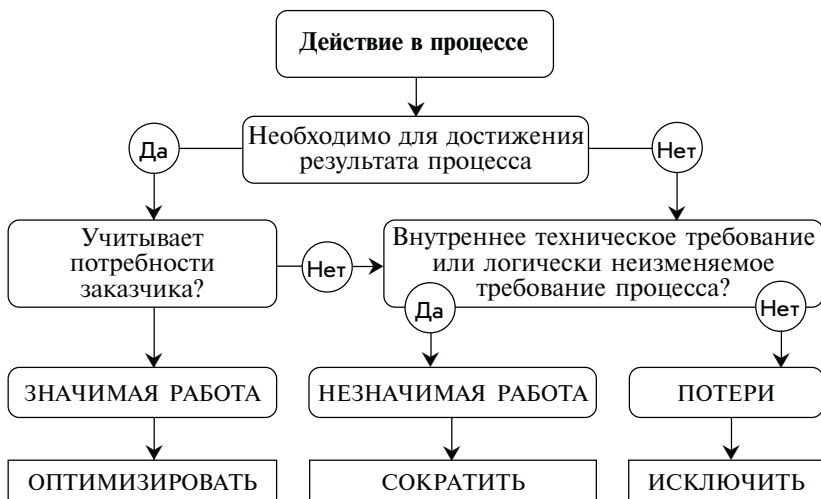 Действие в процессе
Необходимо для достижения
результата процесса
Да
Нет
Учитывает
потребности
заказчика?
Нет
Внутреннее техническое требование
или логически неизменяемое
требование процесса?
Да
Нет
ЗНАЧИМАЯ РАБОТА
НЕЗНАЧИМАЯ РАБОТА
ПОТЕРИ
ОПТИМИЗИРОВАТЬ
СОКРАТИТЬ
ИСКЛЮЧИТЬ